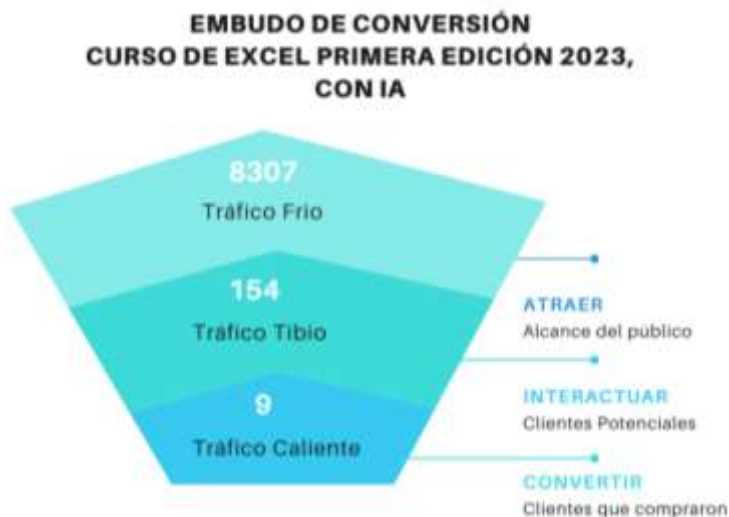 EMBUDO DE CONVERSIÓN
CURSO DE EXCEL PRIMERA EDICIÓN 2023,
CON IA
8307
Tráfico Frio
154
Tráfico Tibio
9
Tráfico Caliente
ATRAER
Alcance del público
INTERACTUAR
Clientes Potenciales
CONVERTIR
Clientes que compraron